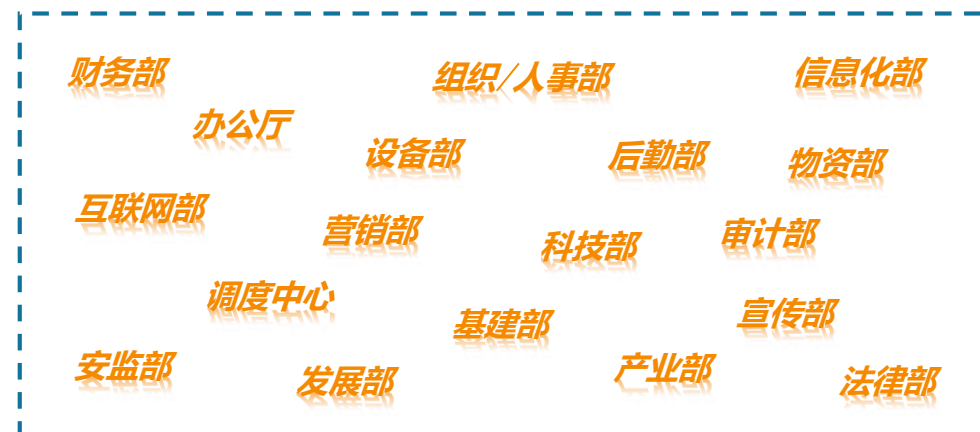 财务部
组织/人事部
信息化部
办公厅
设备部
后勤部
物资部
互联网部
营销部
科技部
审计部
调度中心
基建部
宣传部
安监部
发展部
产业部
法律部